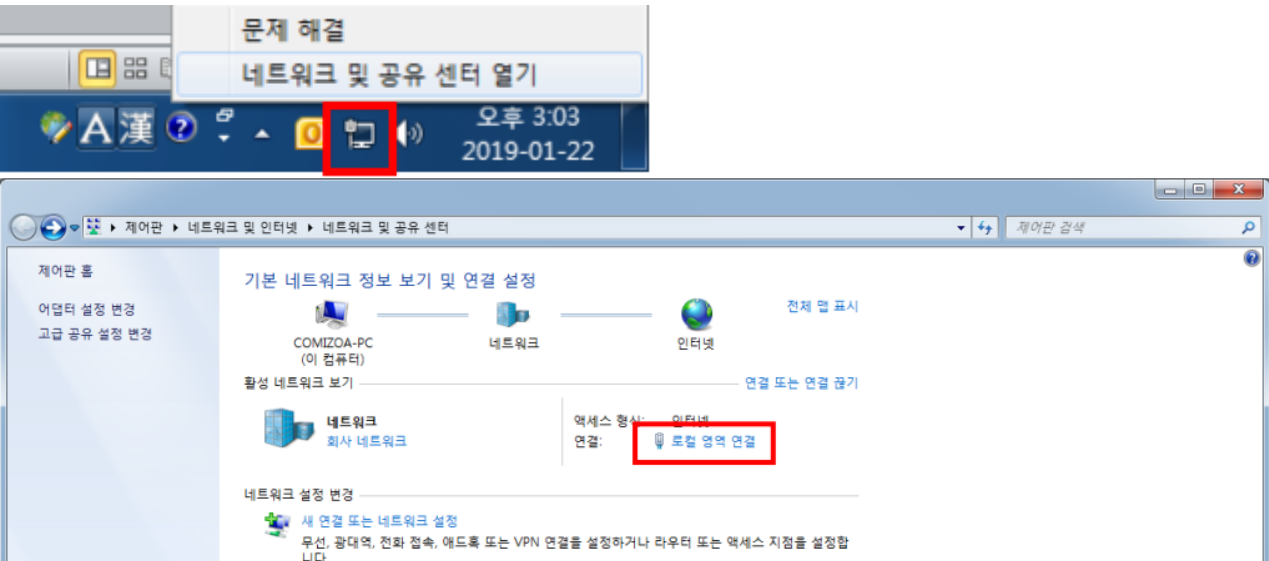 문제 해결
네트워크 및 공유 센터 열기
A 漢 ? O 오후 3:03
2019-01-22
제어판 ▸ 네트워크 및 인터넷 ▸ 네트워크 및 공유 센터
제어판 검색
제어판 홈
어댑터 설정 변경
고급 공유 설정 변경
기본 네트워크 정보 보기 및 연결 설정
전체 맵 표시
COMIZOA-PC
(이 컴퓨터)
네트워크
인터넷
활성 네트워크 보기
연결 또는 연결 끊기
네트워크
회사 네트워크
액세스 형식: 인터넷
연결: 로컬 영역 연결
네트워크 설정 변경
새 연결 또는 네트워크 설정
무선, 광대역, 전화 접속, 애드혹 또는 VPN 연결을 설정하거나 라우터 또는 액세스 지점을 설정합
니다